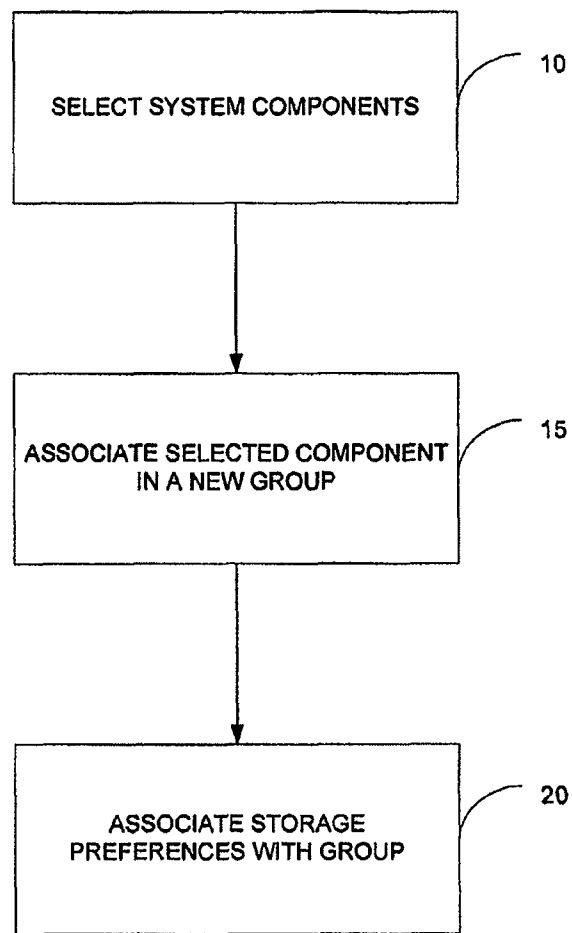 SELECT SYSTEM COMPONENTS
10
ASSOCIATE SELECTED COMPONENT
IN A NEW GROUP
15
ASSOCIATE STORAGE
PREFERENCES WITH GROUP
20